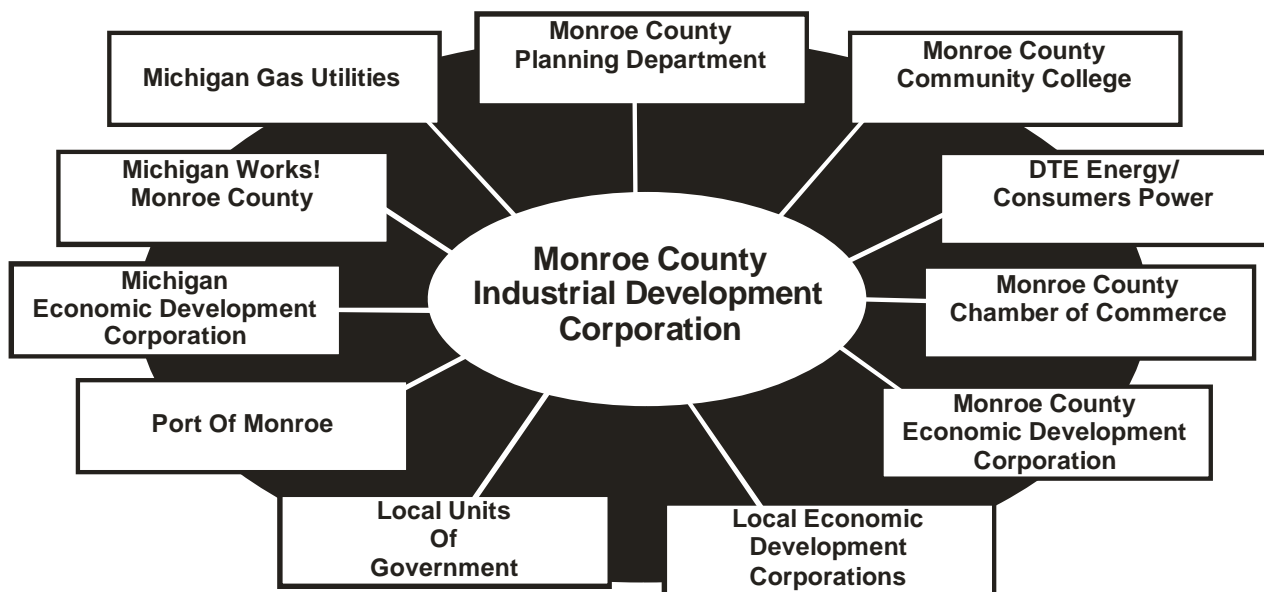 Monroe County
Planning Department
Michigan Gas Utilities
Monroe County
Community College
Michigan Works!
Monroe County
DTE Energy/
Consumers Power
Monroe County
Industrial Development
Corporation
Michigan
Economic Development
Corporation
Monroe County
Chamber of Commerce
Port Of Monroe
Monroe County
Economic Development
Corporation
Local Units
Of
Government
Local Economic
Development
Corporations